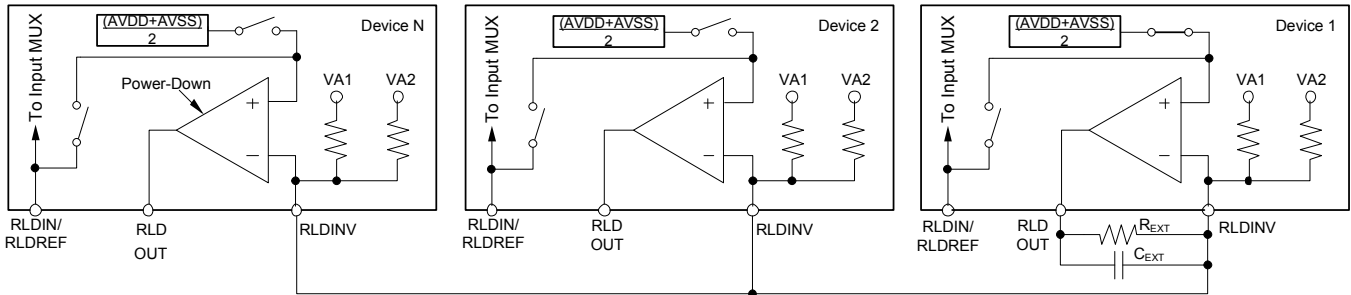 (AVDD+AVSS)
2
Device N
To Input MUX
Power-Down
+
−
VA1
VA2
RLDIN/
RLDREF
RLD
OUT
RLDINV
(AVDD+AVSS)
2
Device 2
To Input MUX
+
−
VA1
VA2
RLDIN/
RLDREF
RLD
OUT
RLDINV
(AVDD+AVSS)
2
Device 1
To Input MUX
+
−
VA1
VA2
RLDIN/
RLDREF
RLD
OUT
RLDINV
REXT
CEXT